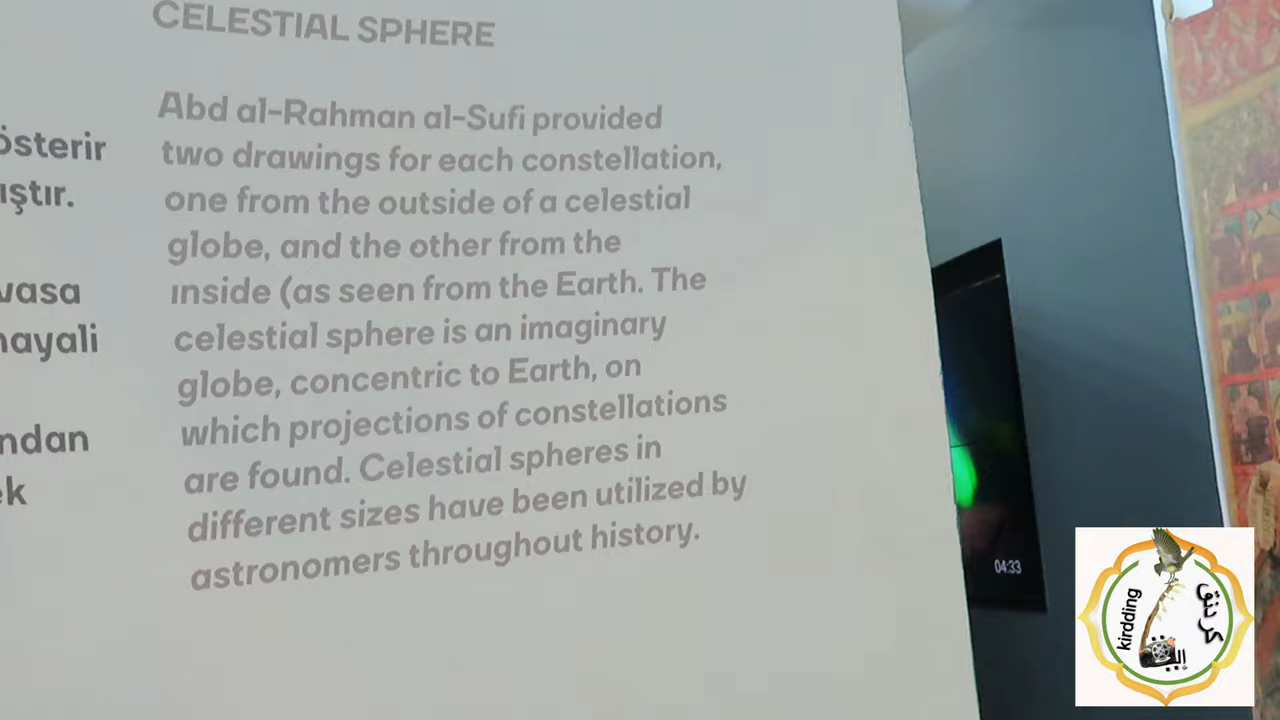 CELESTIAL SPHERE
Abd al-Rahman al-Sufi provided
two drawings for each constellation,
one from the outside of a celestial
globe, and the other from the
ınside (as seen from the Earth. The
celestial sphere is an imaginary
globe, concentric to Earth, on
which projections of constellations
are found. Celestial spheres in
different sizes have been utilized by
astronomers throughout history.
österir
ıştır.
vasa
hayali
ndan
ek
04:33
kirdding